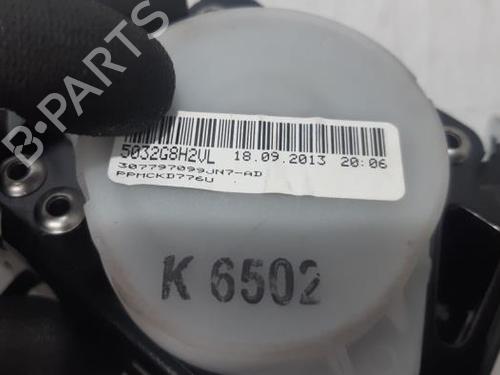 5032G8H2VL 18.09.2013 20:06
307797099JN7-AD
PPMCKD776U
K 6502
B-PARTS